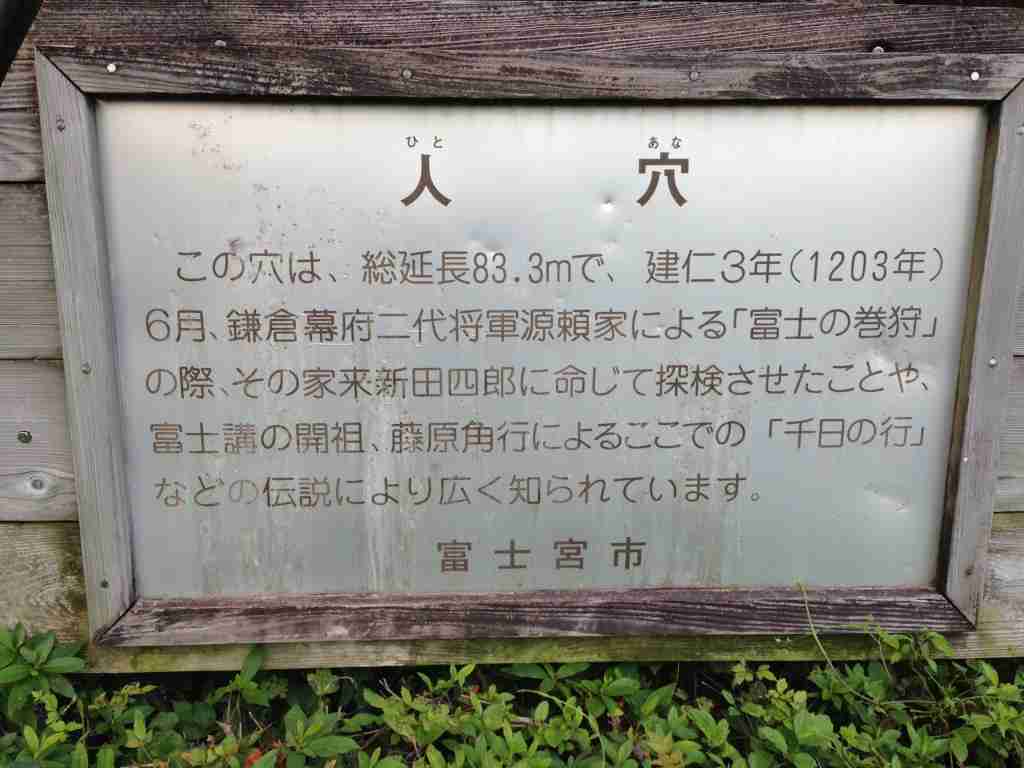 ひと あな
人穴
この穴は、総延長83.3mで、建仁3年(1203年)
6月、鎌倉幕府二代将軍源頼家による「富士の巻狩」
の際、その家来新田四郎に命じて探検させたことや、
富士講の開祖、藤原角行によるここでの「千日の行」
などの伝説により広く知られています。
富士宮市